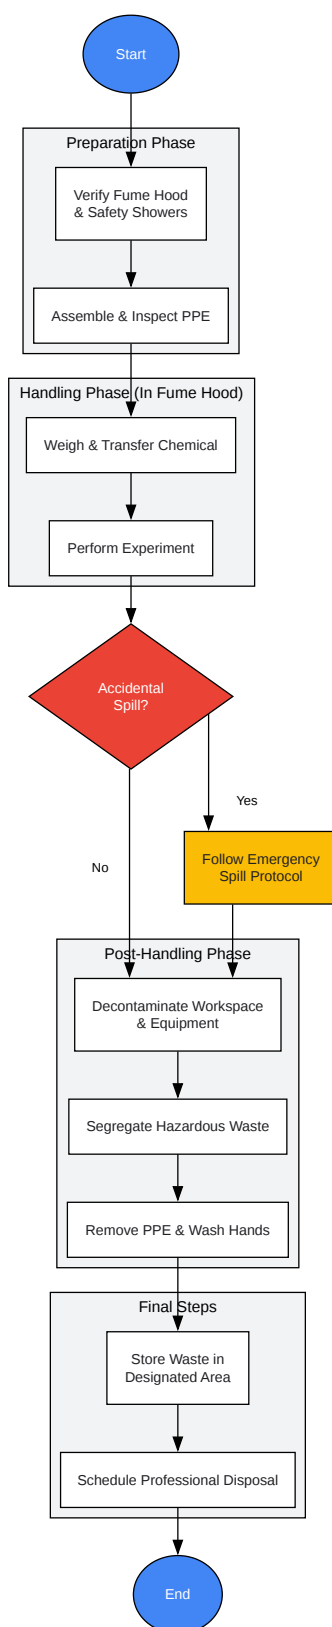 Start
Preparation Phase
Verify Fume Hood
& Safety Showers
Assemble & Inspect PPE
Handling Phase (In Fume Hood)
Weigh & Transfer Chemical
Perform Experiment
Accidental
Spill?
Yes
Follow Emergency
Spill Protocol
No
Post-Handling Phase
Decontaminate Workspace
& Equipment
Segregate Hazardous Waste
Remove PPE & Wash Hands
Final Steps
Store Waste in
Designated Area
Schedule Professional Disposal
End